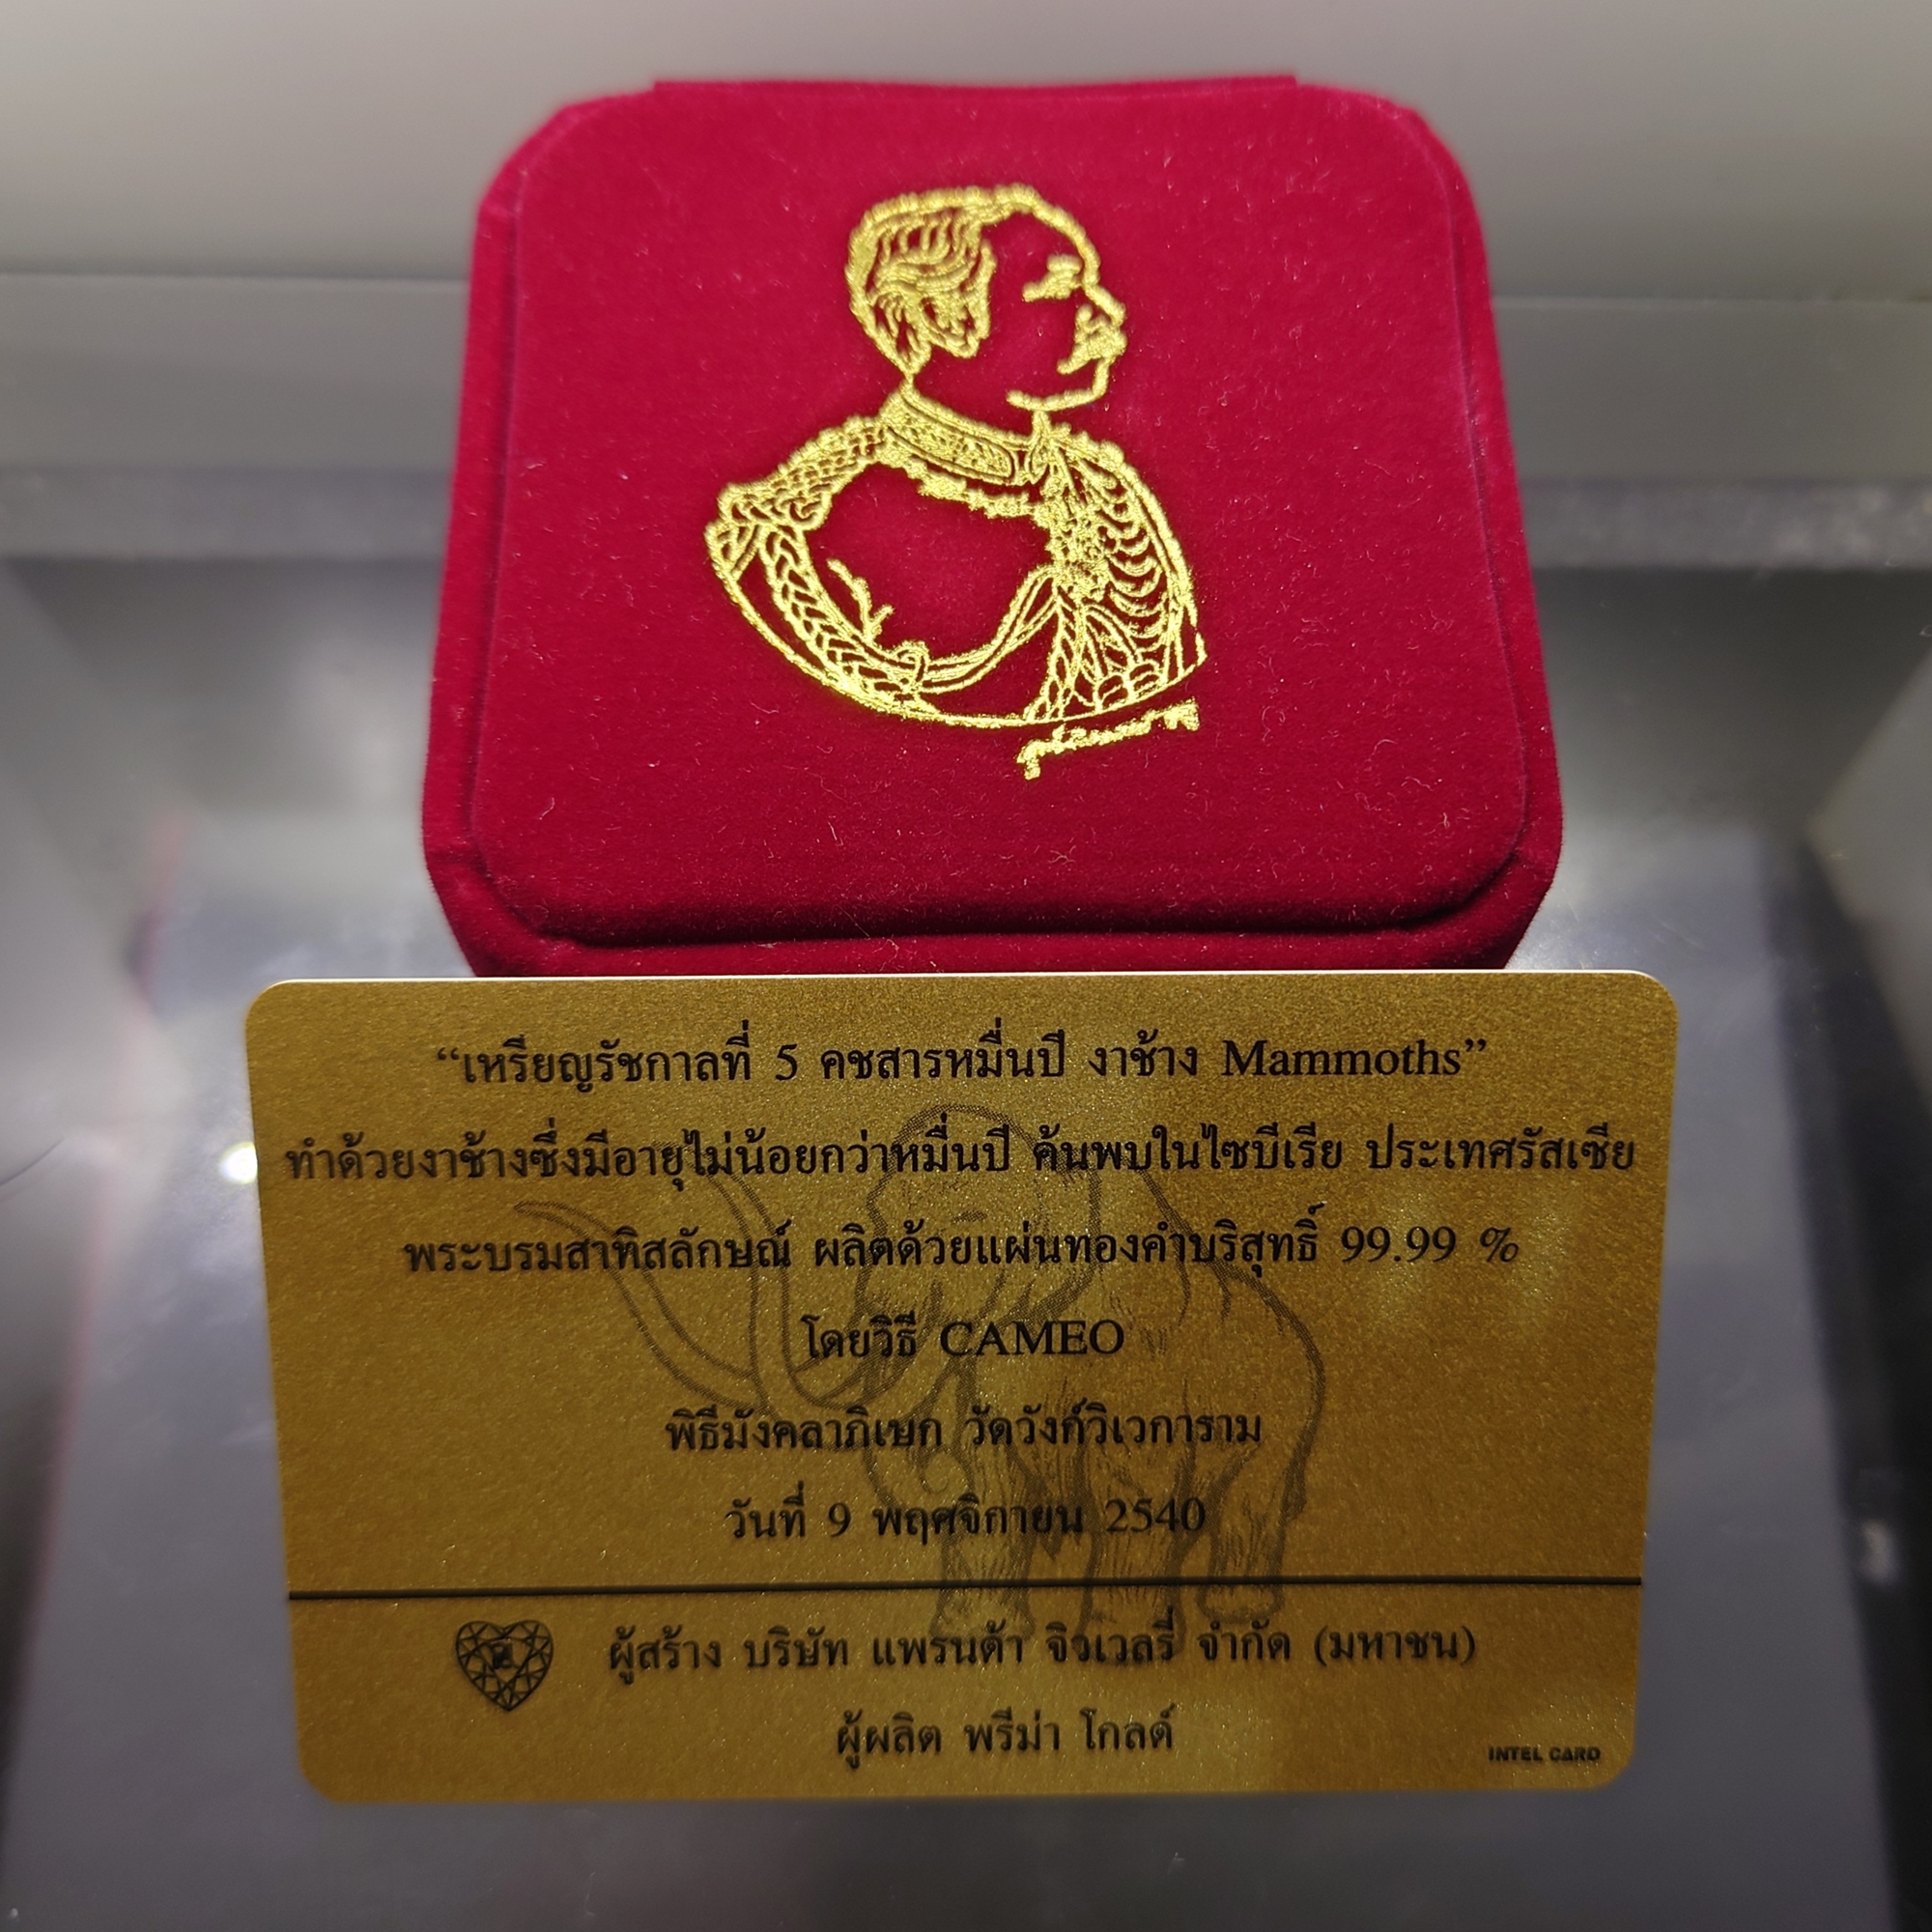 “เหรียญรัชกาลที่ 5 คชสารหมื่นปี งาช้าง Mammoths”
ทำด้วยงาช้างซึ่งมีอายุไม่น้อยกว่าหมื่นปี ค้นพบในไซบีเรีย ประเทศรัสเซีย
พระบรมสาทิสลักษณ์ ผลิตด้วยแผ่นทองคำบริสุทธิ์ 99.99 %
โดยวิธี CAMEO
พิธีมังคลาภิเษก วัดวังก์วิเวการาม
วันที่ 9 พฤศจิกายน 2540
ผู้สร้าง บริษัท แพรนด้า จิวเวลรี่ จำกัด (มหาชน)
ผู้ผลิต พรีม่า โกลด์
INTEL CARD